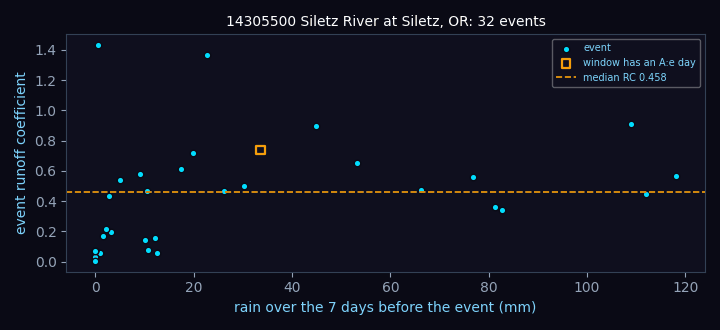 14305500 Siletz River at Siletz, OR: 32 events
event
window has an A:e day
median RC 0.458
event runoff coefficient
1.4
1.2
1.0
0.8
0.6
0.4
0.2
0.0
0 20 40 60 80 100 120
rain over the 7 days before the event (mm)